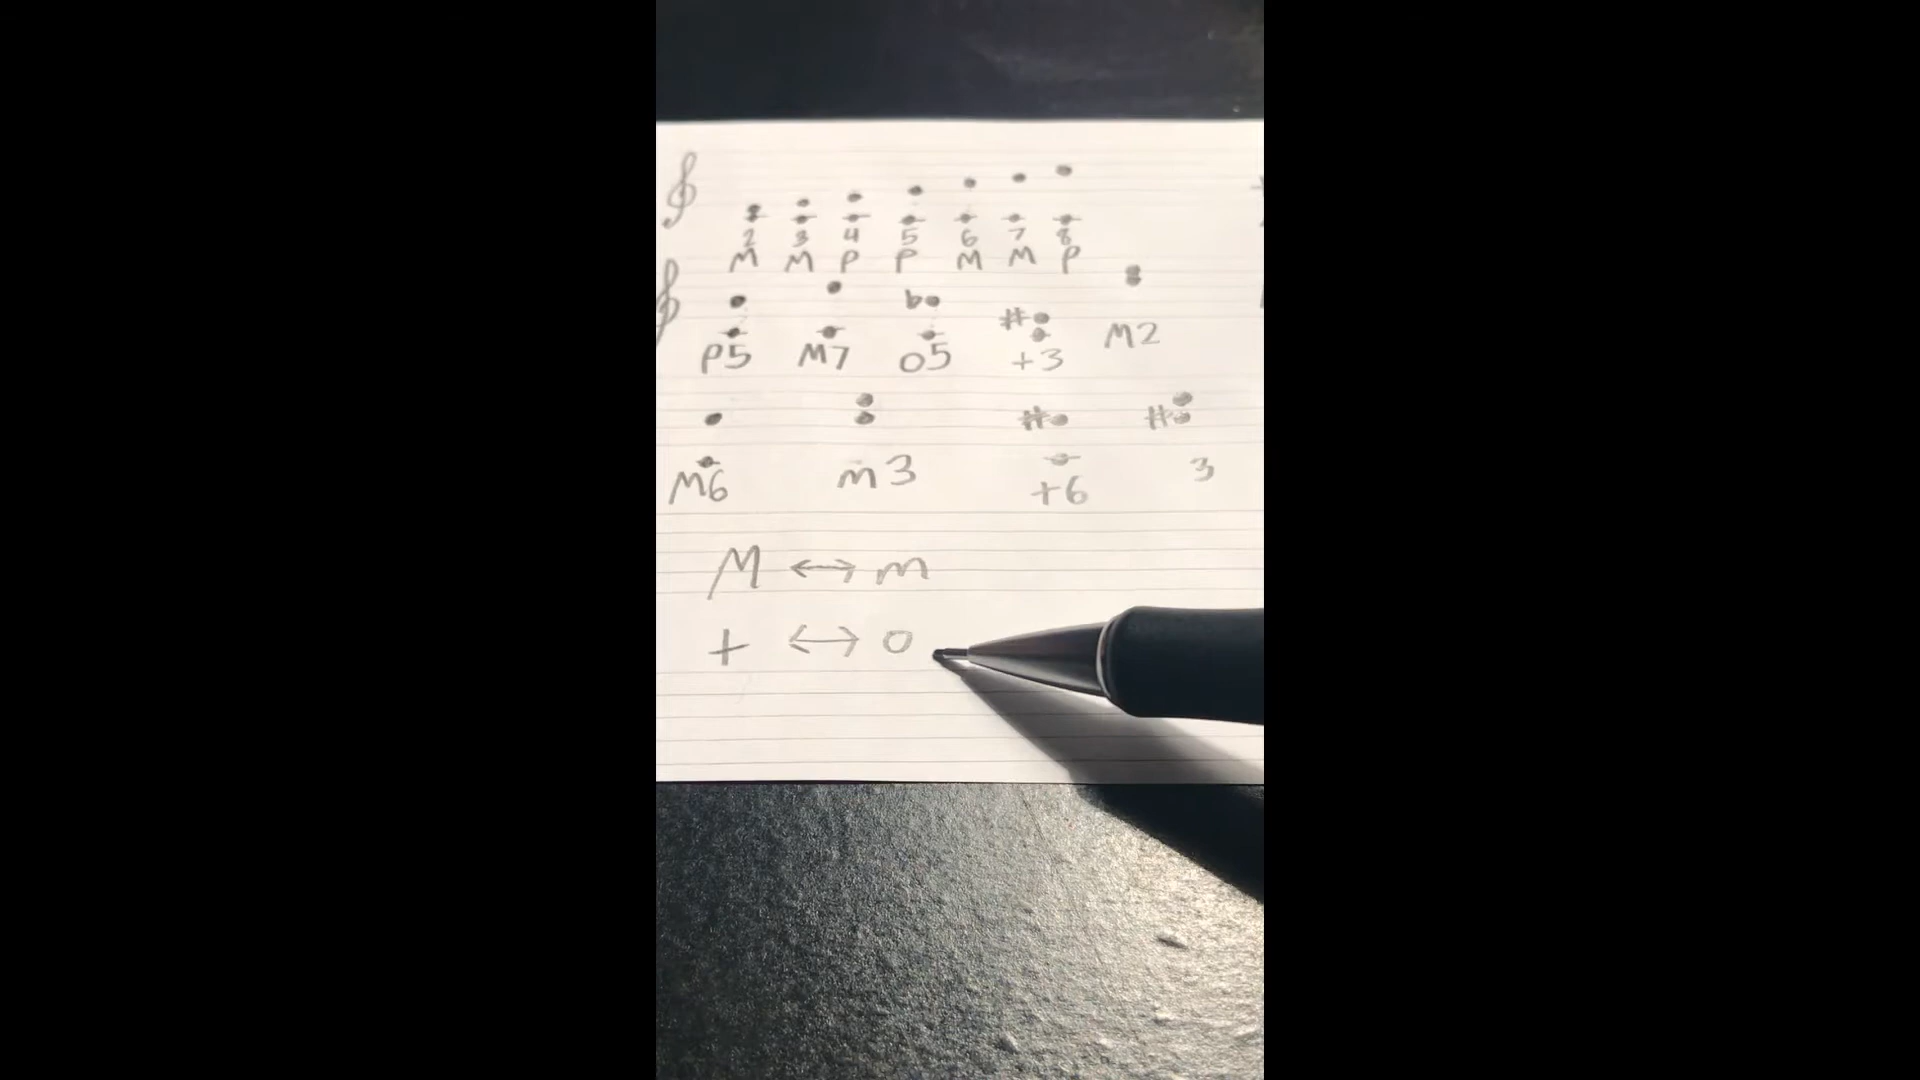 2 3 4 5 6 7 8
M M P P M M P
b #
P5 M7 o5 +3 M2
# #
M6 m3 +6 3
M ↔ m
+ ↔ o